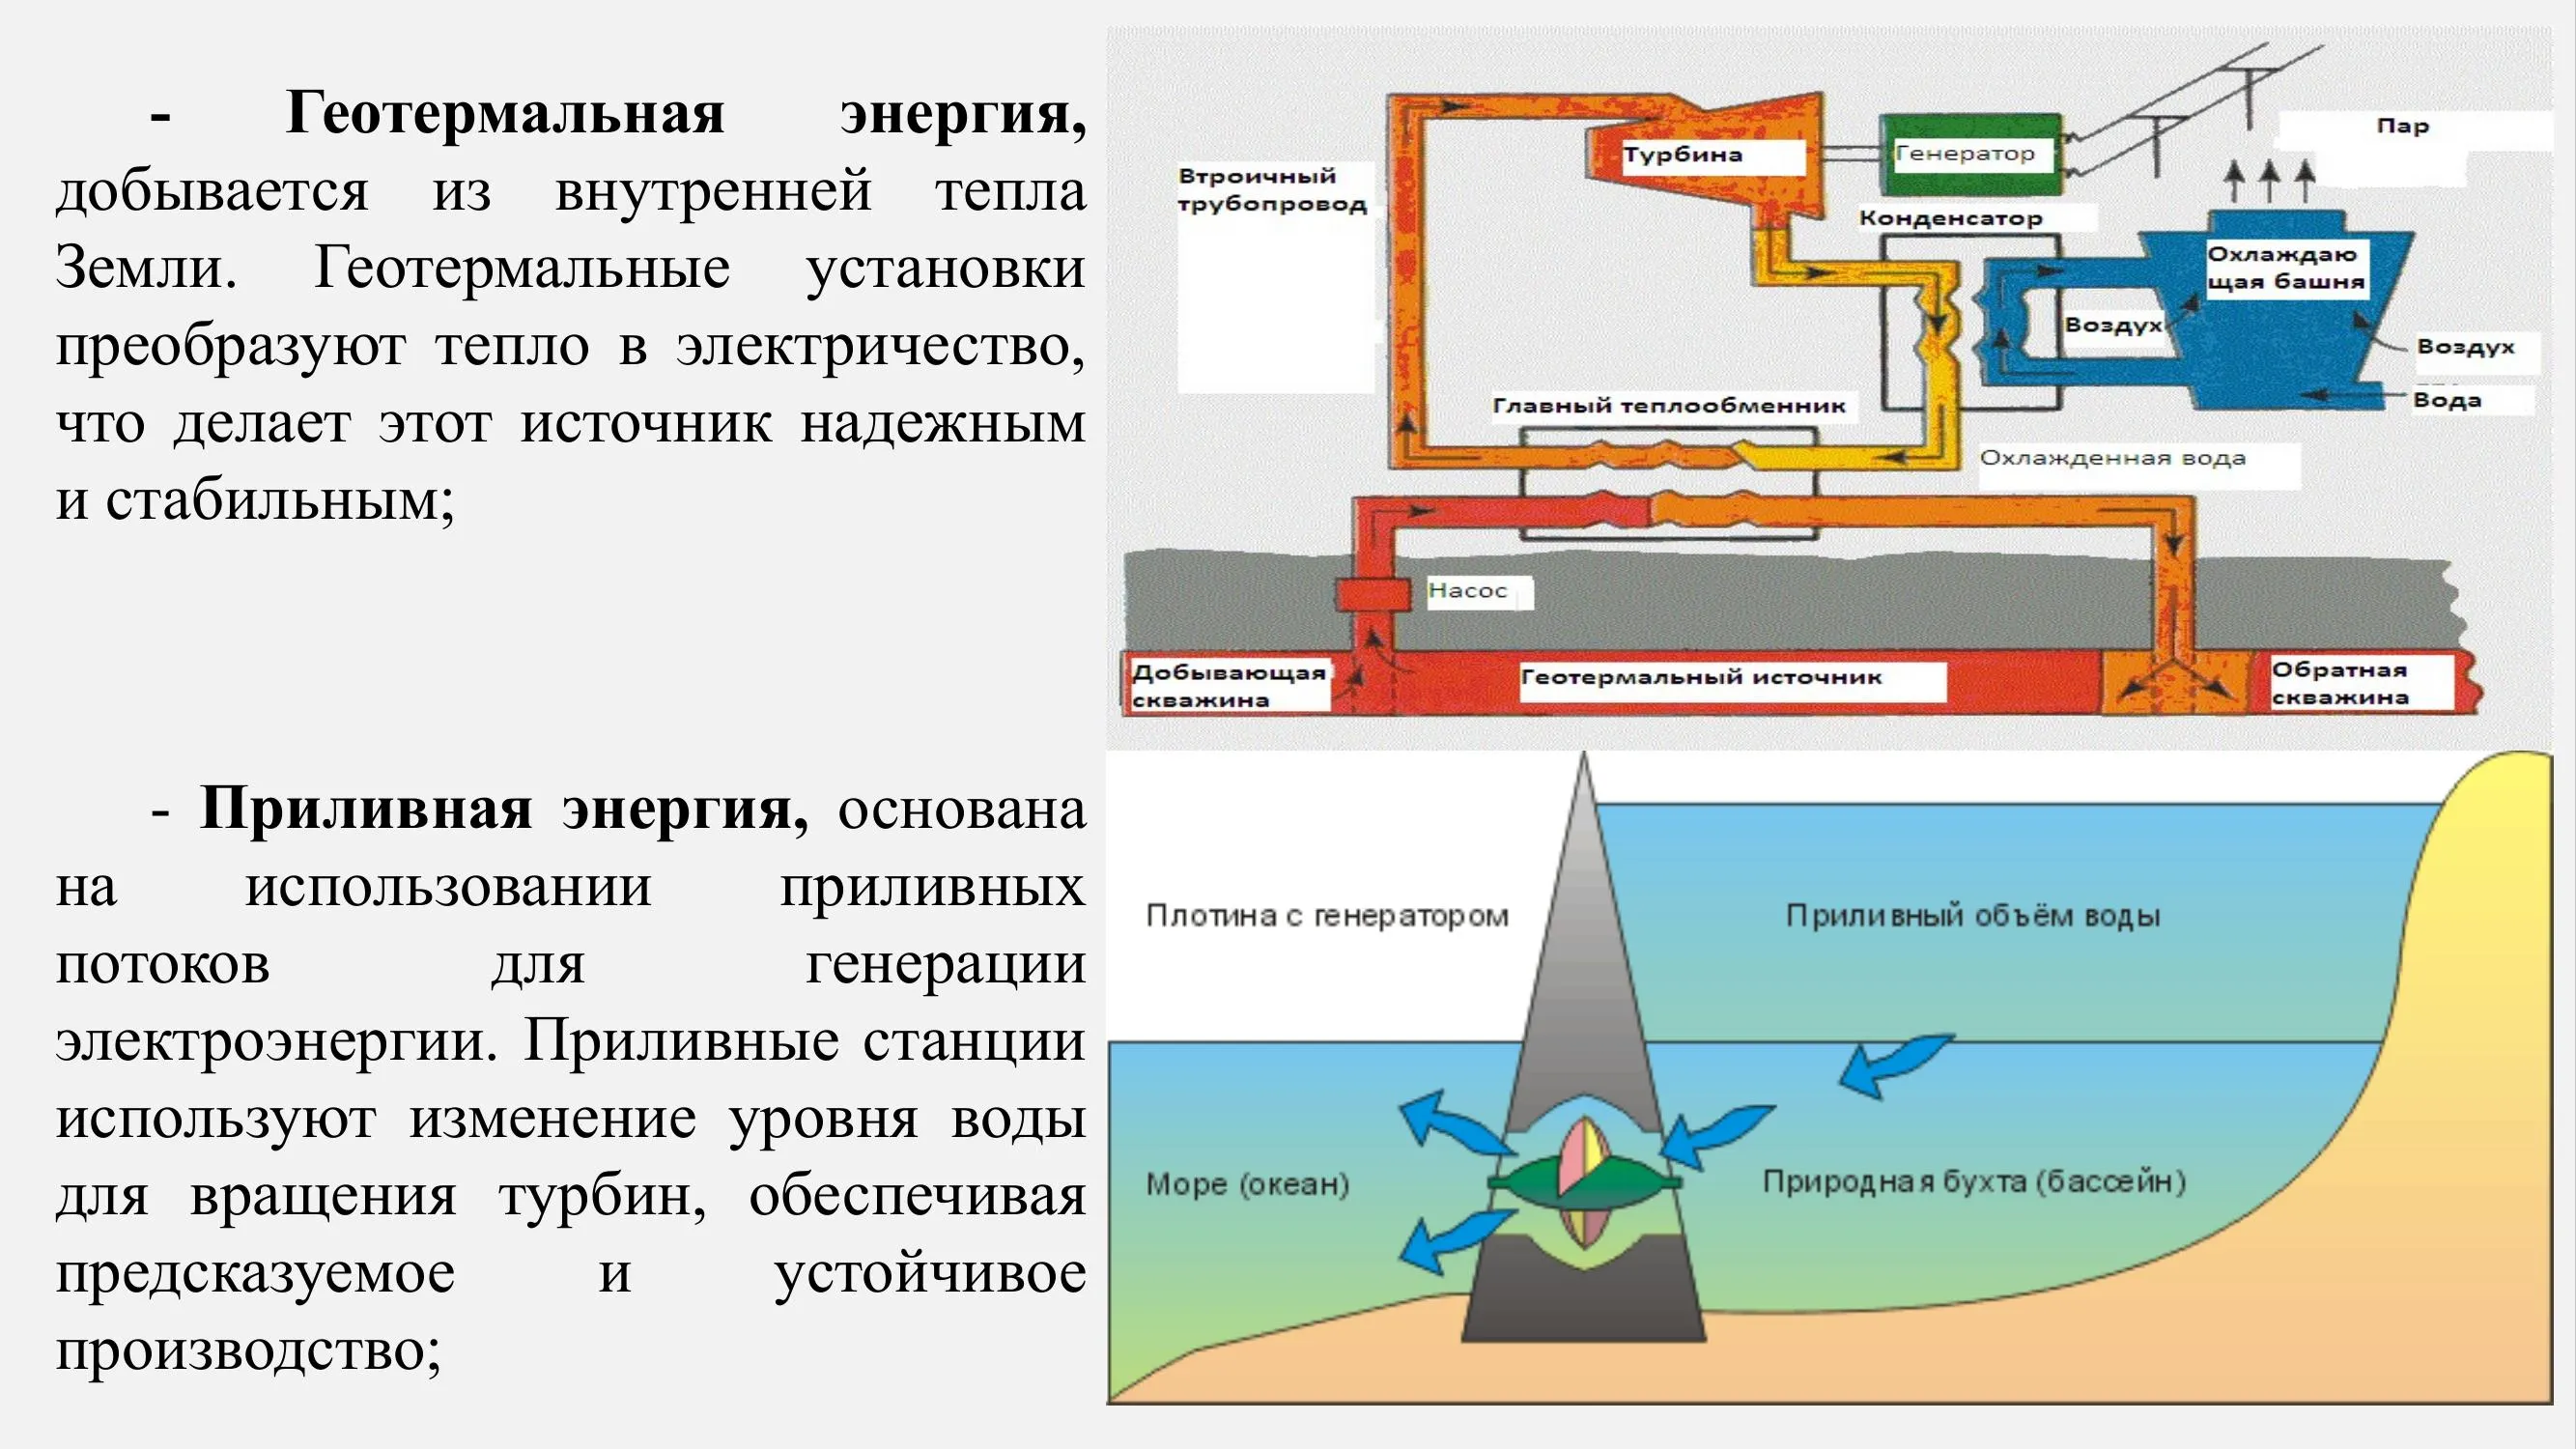 - Геотермальная энергия,
добывается из внутренней тепла
Земли. Геотермальные установки
преобразуют тепло в электричество,
что делает этот источник надежным
и стабильным;
- Приливная энергия, основана
на использовании приливных
потоков для генерации
электроэнергии. Приливные станции
используют изменение уровня воды
для вращения турбин, обеспечивая
предсказуемое и устойчивое
производство;
Втроичный
трубопровод
Турбина
Генератор
Пар
Конденсатор
Охлаждаю
щая башня
Воздух
Воздух
Вода
Главный теплообменник
Охлажденная вода
Насос
Добывающая
скважина
Геотермальный источник
Обратная
скважина
Плотина с генератором
Приливный объём воды
Море (океан)
Природная бухта (бассейн)